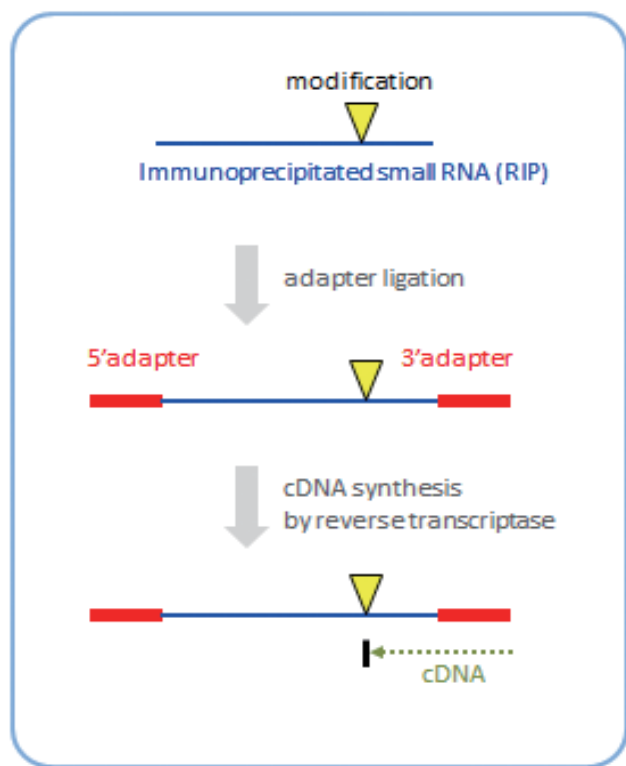 modification
Immunoprecipitated small RNA (RIP)
adapter ligation
5’adapter
3’adapter
cDNA synthesis
by reverse transcriptase
cDNA